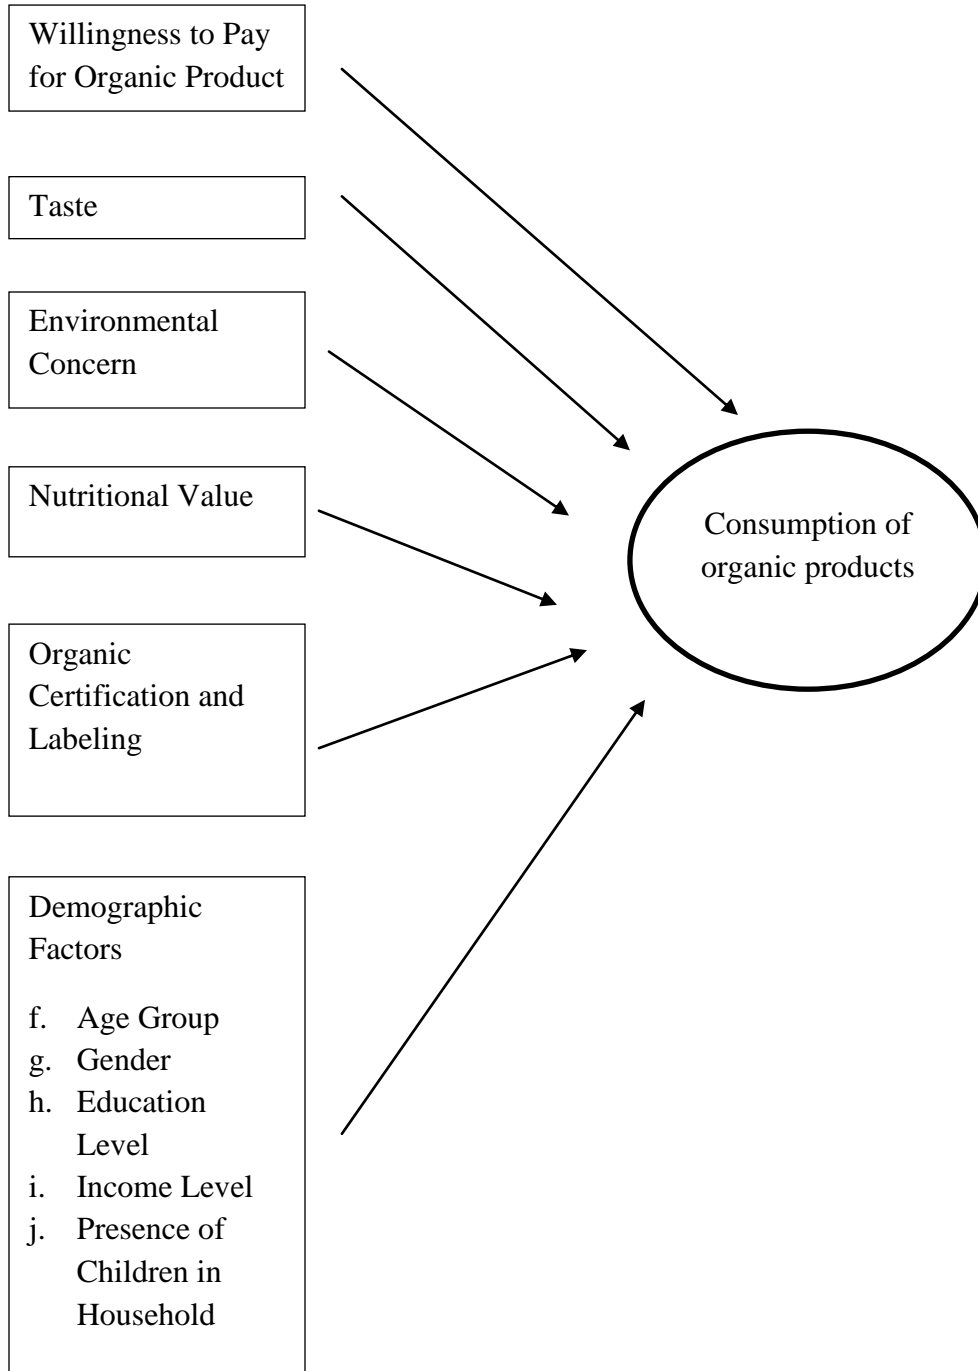 Willingness to Pay
for Organic Product
Taste
Environmental
Concern
Nutritional Value
Organic
Certification and
Labeling
Demographic
Factors
f. Age Group
g. Gender
h. Education
Level
i. Income Level
j. Presence of
Children in
Household
Consumption of
organic products